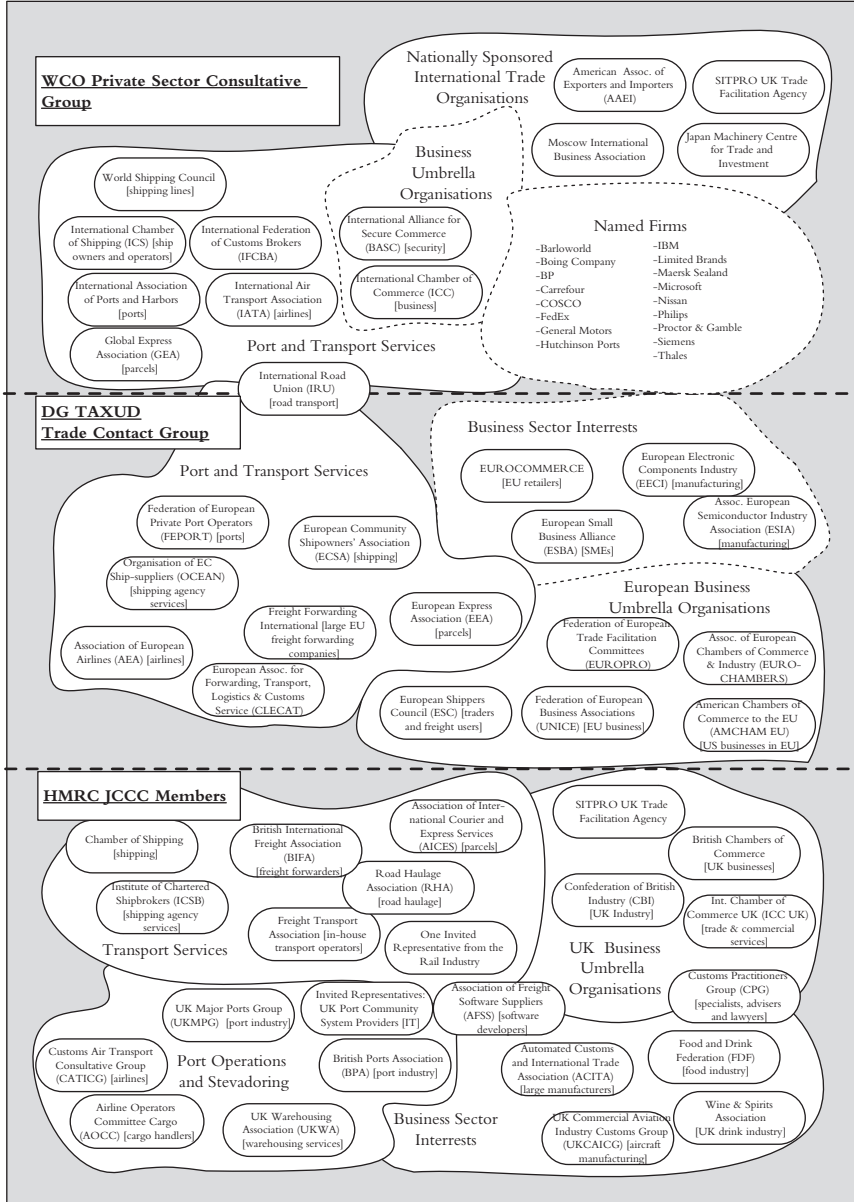 WCO Private Sector Consultative
Group
Nationally Sponsored
International Trade
Organisations
American Assoc. of
Exporters and Importers
(AAEI)
SITPRO UK Trade
Facilitation Agency
Moscow International
Business Association
Japan Machinery Centre
for Trade and
Investment
Business
Umbrella
Organisations
International Alliance for
Secure Commerce
(BASC) [security]
International Chamber of
Commerce (ICC)
[business]
World Shipping Council
[shipping lines]
International Chamber
of Shipping (ICS) [ship
owners and operators]
International Federation
of Customs Brokers
(IFCBA)
International Association
of Ports and Harbors
[ports]
International Air
Transport Association
(IATA) [airlines]
Global Express
Association (GEA)
[parcels]
Port and Transport Services
Named Firms
-Barloworld
-Boing Company
-BP
-Carrefour
-COSCO
-FedEx
-General Motors
-Hutchinson Ports
-IBM
-Limited Brands
-Maersk Sealand
-Microsoft
-Nissan
-Philips
-Proctor & Gamble
-Siemens
-Thales
International Road
Union (IRU)
[road transport]
DG TAXUD
Trade Contact Group
Port and Transport Services
Federation of European
Private Port Operators
(FEPORT) [ports]
European Community
Shipowners' Association
(ECSA) [shipping]
Organisation of EC
Ship-suppliers (OCEAN)
[shipping agency
services]
Association of European
Airlines (AEA) [airlines]
Freight Forwarding
International [large EU
freight forwarding
companies]
European Assoc. for
Forwarding, Transport,
Logistics & Customs
Service (CLECAT)
European Express
Association (EEA)
[parcels]
Business Sector Interrests
EUROCOMMERCE
[EU retailers]
European Electronic
Components Industry
(EECI) [manufacturing]
European Small
Business Alliance
(ESBA) [SMEs]
Assoc. European
Semiconductor Industry
Association (ESIA)
[manufacturing]
European Business
Umbrella Organisations
Federation of European
Trade Facilitation
Committees
(EUROPRO)
Assoc. of European
Chambers of Commerce
& Industry (EURO-
CHAMBERS)
European Shippers
Council (ESC) [traders
and freight users]
Federation of European
Business Associations
(UNICE) [EU business]
American Chambers of
Commerce to the EU
(AMCHAM EU)
[US businesses in EU]
HMRC JCCC Members
Chamber of Shipping
[shipping]
British International
Freight Association
(BIFA)
[freight forwarders]
Association of Inter-
national Courier and
Express Services
(AICES) [parcels]
Institute of Chartered
Shipbrokers (ICSB)
[shipping agency
services]
Road Haulage
Association (RHA)
[road haulage]
Freight Transport
Association [in-house
transport operators]
One Invited
Representative from the
Rail Industry
Transport Services
SITPRO UK Trade
Facilitation Agency
British Chambers of
Commerce
[UK businesses]
Confederation of British
Industry (CBI)
[UK Industry]
Int. Chamber of
Commerce UK (ICC UK)
[trade & commercial
services]
UK Business
Umbrella
Organisations
Customs Practitioners
Group (CPG)
[specialists, advisers
and lawyers]
UK Major Ports Group
(UKMPG) [port industry]
Invited Representatives:
UK Port Community
System Providers [IT]
Association of Freight
Software Suppliers
(AFSS) [software
developers]
Customs Air Transport
Consultative Group
(CATICG) [airlines]
Port Operations
and Stevadoring
British Ports Association
(BPA) [port industry]
Airline Operators
Committee Cargo
(AOCC) [cargo handlers]
UK Warehousing
Association (UKWA)
[warehousing services]
Business Sector
Interrests
Automated Customs
and International Trade
Association (ACITA)
[large manufacturers]
Food and Drink
Federation (FDF)
[food industry]
UK Commercial Aviation
Industry Customs Group
(UKCAICG) [aircraft
manufacturing]
Wine & Spirits
Association
[UK drink industry]